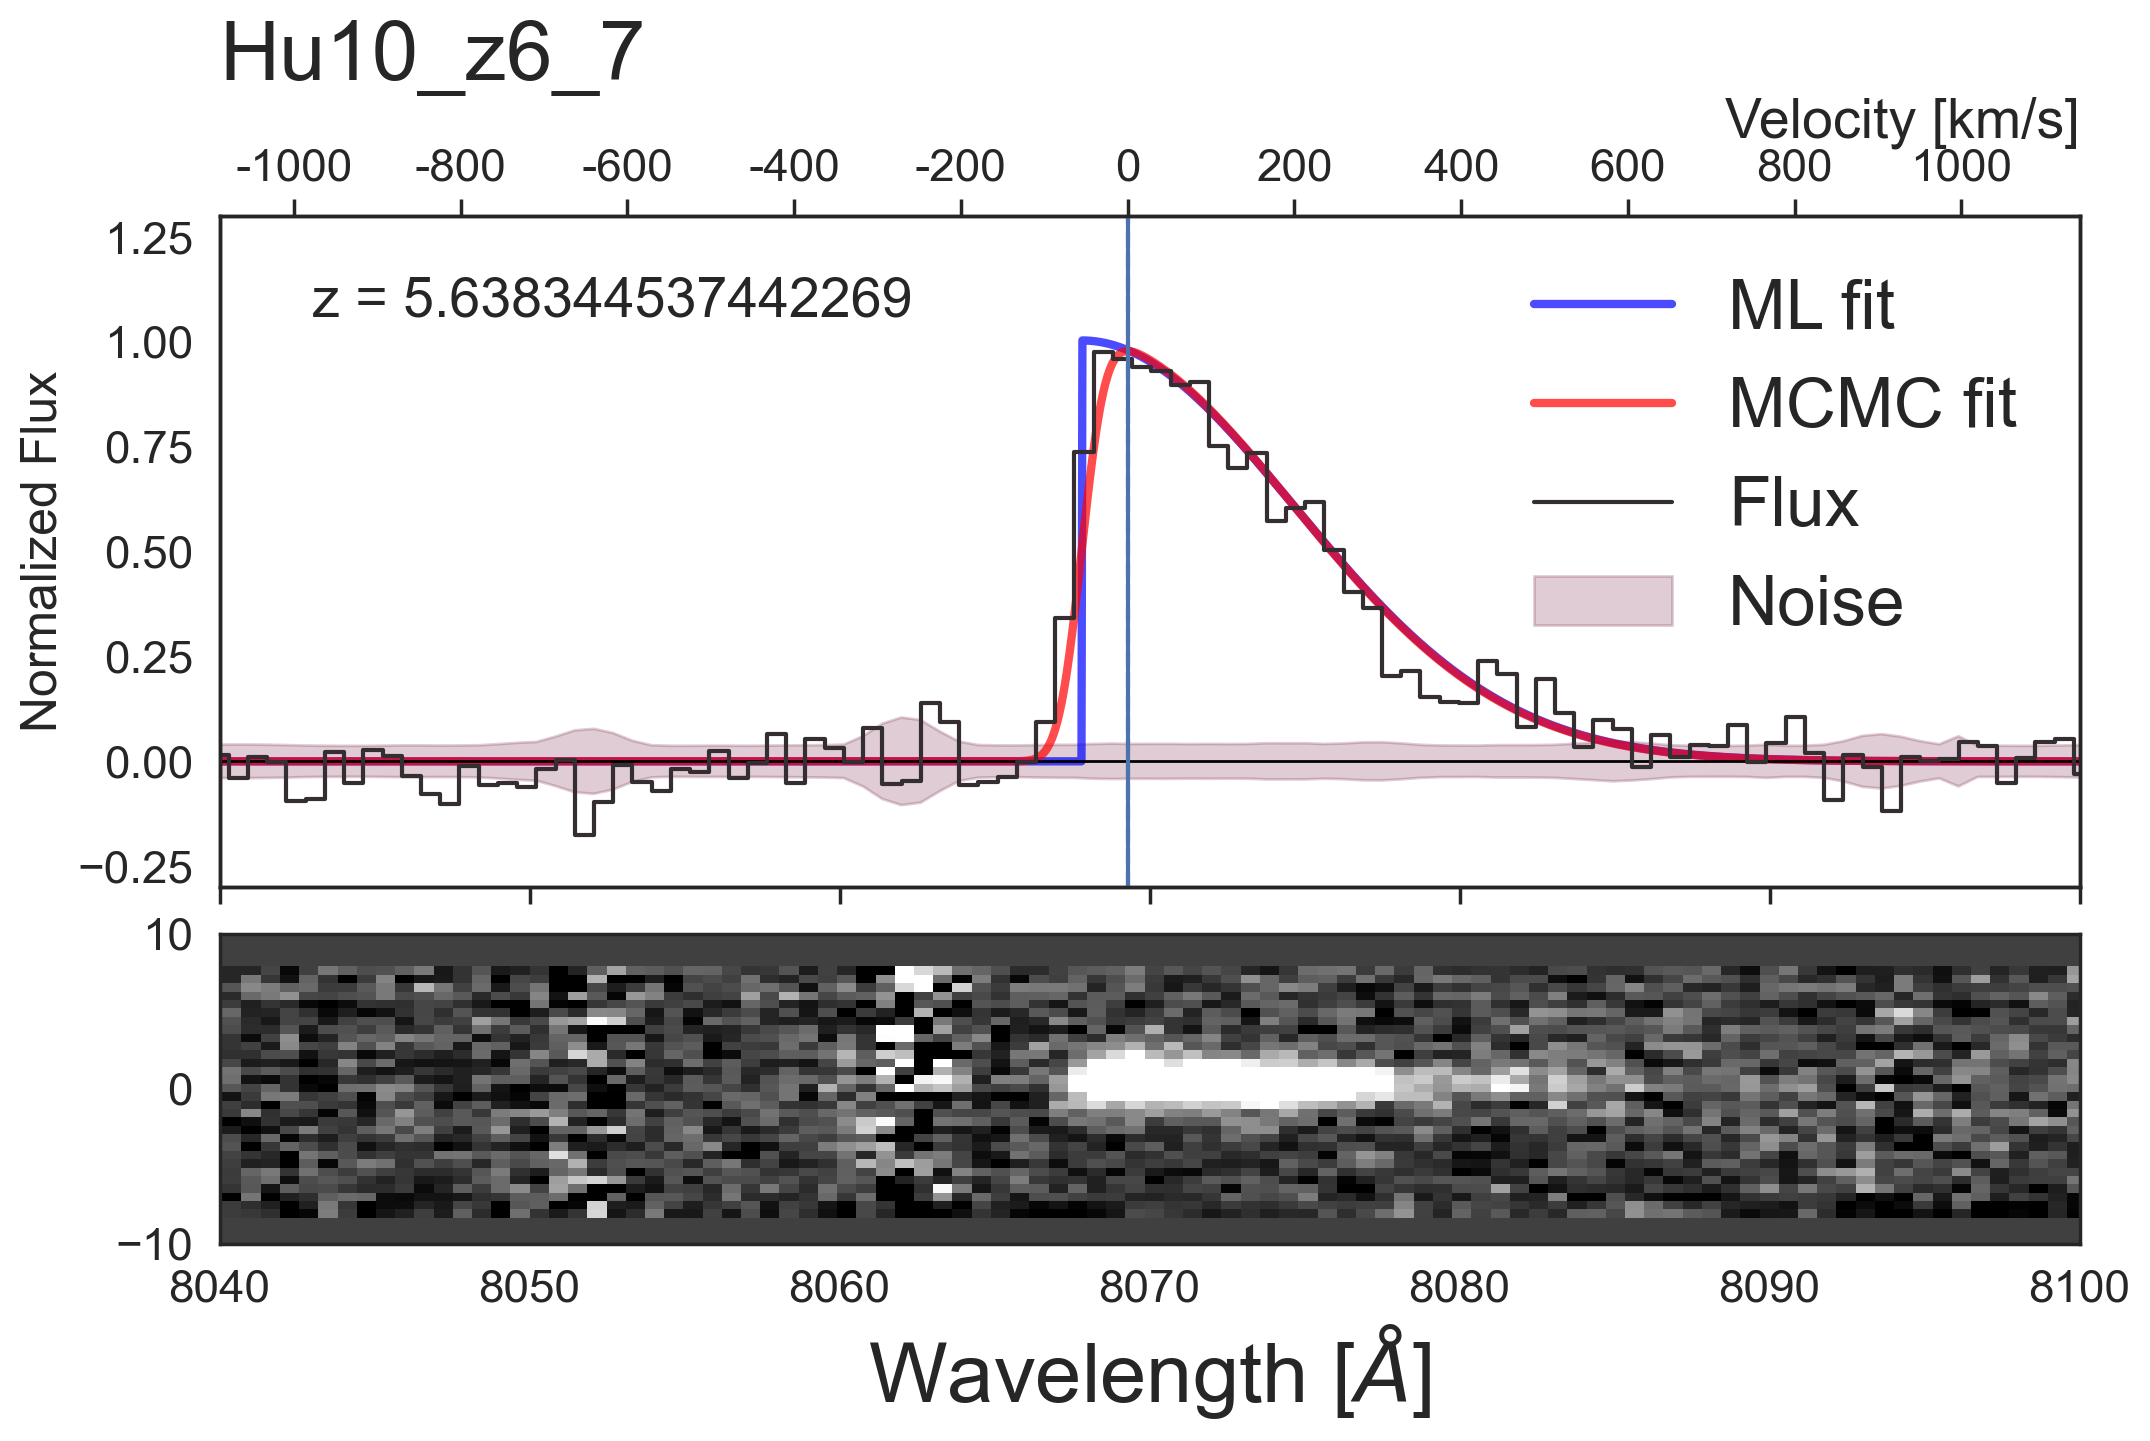 Hu10_z6_7
Velocity [km/s]
-1000 -800 -600 -400 -200 0 200 400 600 800 1000
1.25
1.00
0.75
0.50
0.25
0.00
−0.25
Normalized Flux
z = 5.638344537442269
ML fit
MCMC fit
Flux
Noise
10
0
−10
8040 8050 8060 8070 8080 8090 8100
Wavelength [Å]